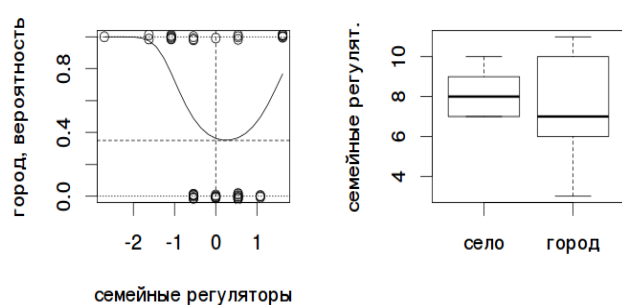 город, вероятность
0.8
0.4
0.0
-2 -1 0 1
семейные регуляторы
семейные регулят.
10
8
6
4
село город